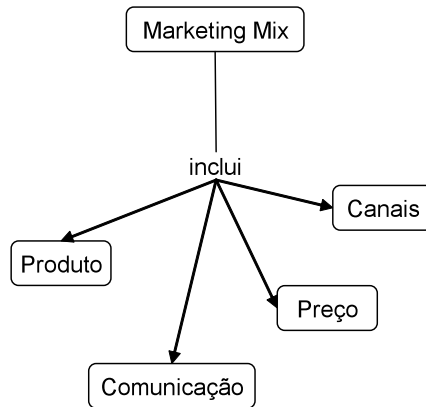 Marketing Mix
inclui
Canais
Produto
Preço
Comunicação